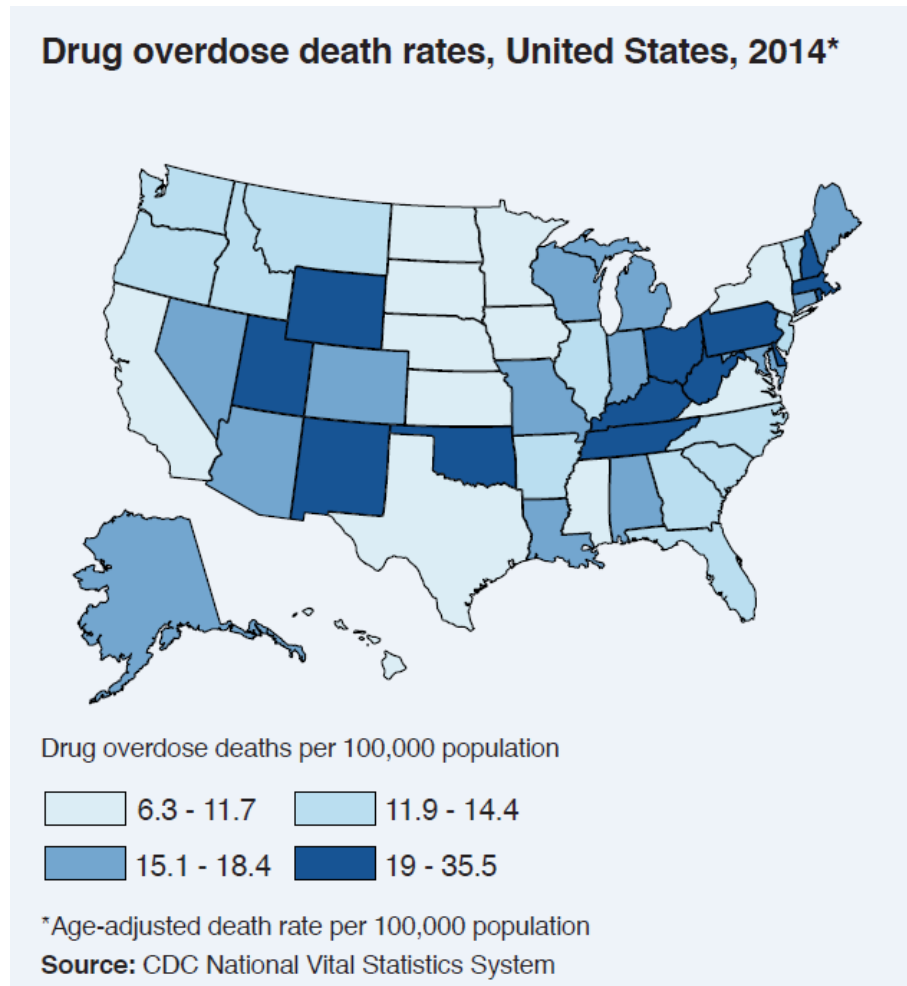 Drug overdose death rates, United States, 2014*
Drug overdose deaths per 100,000 population
6.3 - 11.7 11.9 - 14.4
15.1 - 18.4 19 - 35.5
*Age-adjusted death rate per 100,000 population
Source: CDC National Vital Statistics System